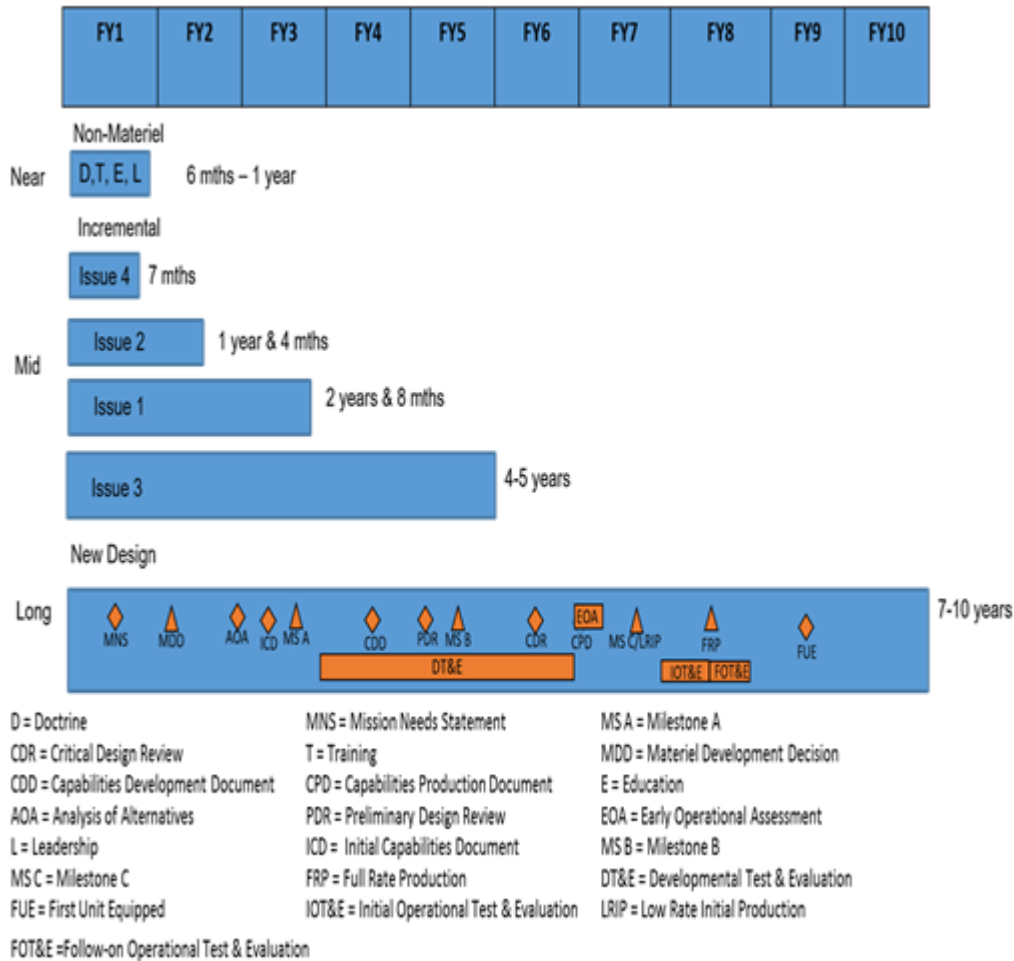 FY1 FY2 FY3 FY4 FY5 FY6 FY7 FY8 FY9 FY10
Non-Materiel
Near D,T, E, L 6 mths – 1 year
Incremental
Issue 4 7 mths
Issue 2 1 year & 4 mths
Mid
Issue 1 2 years & 8 mths
Issue 3 4-5 years
New Design
Long 7-10 years
EOA
MNS MDD AOA ICD MS A CDD PDR MS B CDR CPD MS C/LRIP FRP FUE
DT&E IOT&E FOT&E
D = Doctrine MNS = Mission Needs Statement MS A = Milestone A
CDR = Critical Design Review T = Training MDD = Materiel Development Decision
CDD = Capabilities Development Document CPD = Capabilities Production Document E = Education
AOA = Analysis of Alternatives PDR = Preliminary Design Review EOA = Early Operational Assessment
L = Leadership ICD = Initial Capabilities Document MS B = Milestone B
MS C = Milestone C FRP = Full Rate Production DT&E = Developmental Test & Evaluation
FUE = First Unit Equipped IOT&E = Initial Operational Test & Evaluation LRIP = Low Rate Initial Production
FOT&E =Follow-on Operational Test & Evaluation